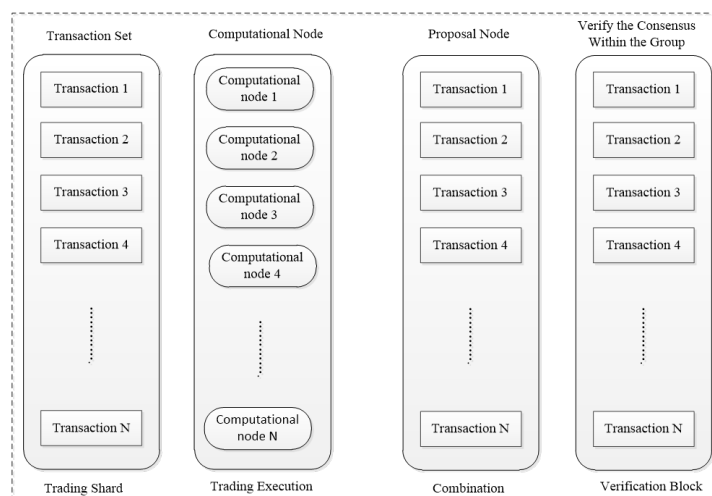 Transaction Set
Transaction 1
Transaction 2
Transaction 3
Transaction 4
Transaction N
Trading Shard
Computational Node
Computational
node 1
Computational
node 2
Computational
node 3
Computational
node 4
Computational
node N
Trading Execution
Proposal Node
Transaction 1
Transaction 2
Transaction 3
Transaction 4
Transaction N
Combination
Verify the Consensus
Within the Group
Transaction 1
Transaction 2
Transaction 3
Transaction 4
Transaction N
Verification Block